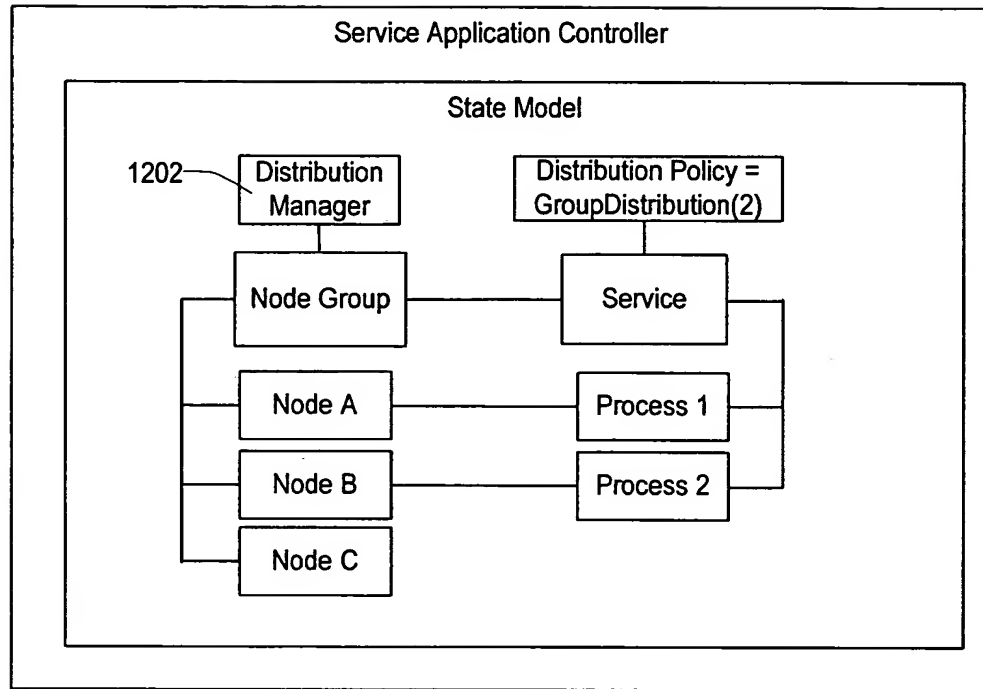 Service Application Controller
State Model
1202
Distribution
Manager
Distribution Policy =
GroupDistribution(2)
Node Group
Service
Node A
Process 1
Node B
Process 2
Node C